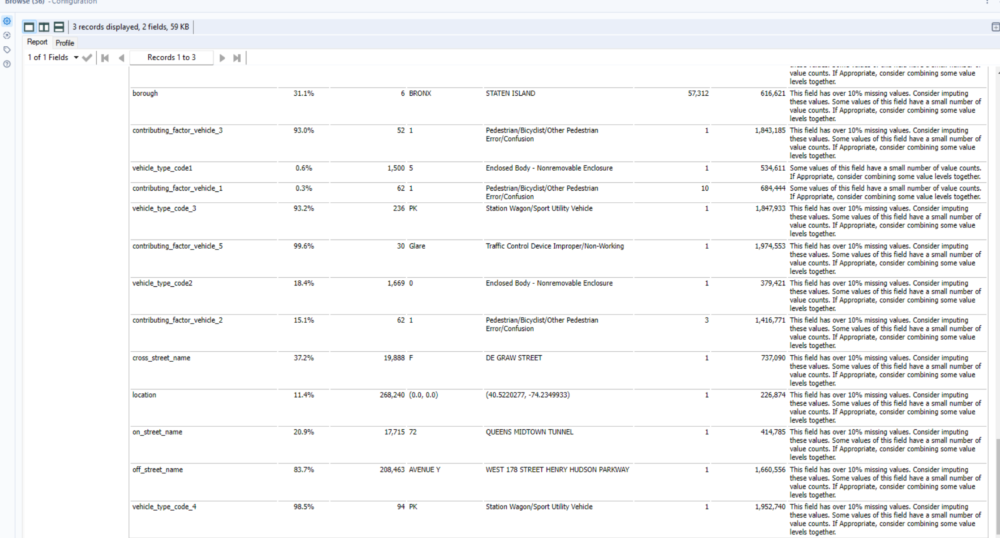 Browse (36) - Configuration
3 records displayed, 2 fields, 59 KB
Report Profile
1 of 1 Fields Records 1 to 3
these values. Some values of this field have a small number of
value counts. If Appropriate, consider combining some value
levels together.
borough 31.1% 6 BRONX STATEN ISLAND 57,312 616,621 This field has over 10% missing values. Consider imputing
these values. Some values of this field have a small number of
value counts. If Appropriate, consider combining some value
levels together.
contributing_factor_vehicle_3 93.0% 52 1 Pedestrian/Bicyclist/Other Pedestrian 1 1,843,185 This field has over 10% missing values. Consider imputing
Error/Confusion these values. Some values of this field have a small number of
value counts. If Appropriate, consider combining some value
levels together.
vehicle_type_code1 0.6% 1,500 5 Enclosed Body - Nonremovable Enclosure 1 534,611 Some values of this field have a small number of value counts.
If Appropriate, consider combining some value levels together.
contributing_factor_vehicle_1 0.3% 62 1 Pedestrian/Bicyclist/Other Pedestrian 10 684,444 Some values of this field have a small number of value counts.
Error/Confusion If Appropriate, consider combining some value levels together.
vehicle_type_code_3 93.2% 236 PK Station Wagon/Sport Utility Vehicle 1 1,847,933 This field has over 10% missing values. Consider imputing
these values. Some values of this field have a small number of
value counts. If Appropriate, consider combining some value
levels together.
contributing_factor_vehicle_5 99.6% 30 Glare Traffic Control Device Improper/Non-Working 1 1,974,553 This field has over 10% missing values. Consider imputing
these values. Some values of this field have a small number of
value counts. If Appropriate, consider combining some value
levels together.
vehicle_type_code2 18.4% 1,669 0 Enclosed Body - Nonremovable Enclosure 1 379,421 This field has over 10% missing values. Consider imputing
these values. Some values of this field have a small number of
value counts. If Appropriate, consider combining some value
levels together.
contributing_factor_vehicle_2 15.1% 62 1 Pedestrian/Bicyclist/Other Pedestrian 3 1,416,771 This field has over 10% missing values. Consider imputing
Error/Confusion these values. Some values of this field have a small number of
value counts. If Appropriate, consider combining some value
levels together.
cross_street_name 37.2% 19,888 F DE GRAW STREET 1 737,090 This field has over 10% missing values. Consider imputing
these values. Some values of this field have a small number of
value counts. If Appropriate, consider combining some value
levels together.
location 11.4% 268,240 (0.0, 0.0) (40.5220277, -74.2349933) 1 226,874 This field has over 10% missing values. Consider imputing
these values. Some values of this field have a small number of
value counts. If Appropriate, consider combining some value
levels together.
on_street_name 20.9% 17,715 72 QUEENS MIDTOWN TUNNEL 1 414,785 This field has over 10% missing values. Consider imputing
these values. Some values of this field have a small number of
value counts. If Appropriate, consider combining some value
levels together.
off_street_name 83.7% 208,463 AVENUE Y WEST 178 STREET HENRY HUDSON PARKWAY 1 1,660,556 This field has over 10% missing values. Consider imputing
these values. Some values of this field have a small number of
value counts. If Appropriate, consider combining some value
levels together.
vehicle_type_code_4 98.5% 94 PK Station Wagon/Sport Utility Vehicle 1 1,952,740 This field has over 10% missing values. Consider imputing
these values. Some values of this field have a small number of
value counts. If Appropriate, consider combining some value
levels together.